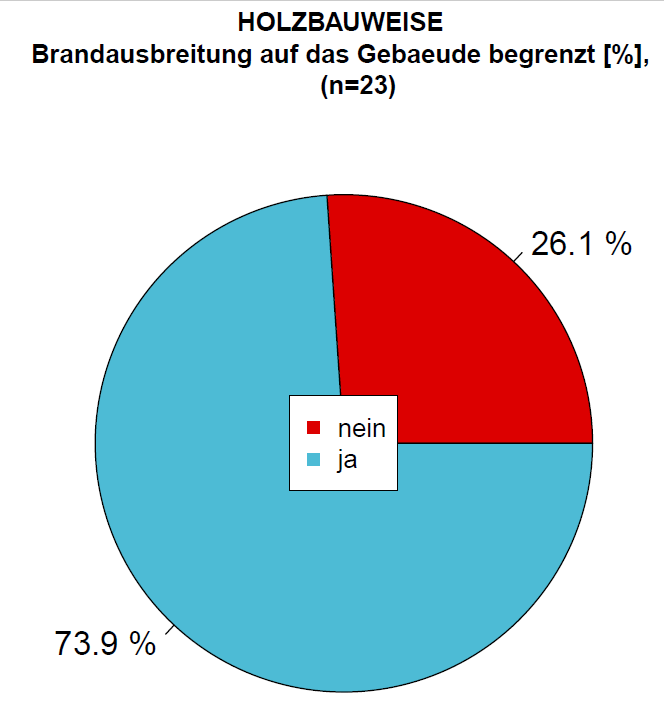 HOLZBAUWEISE
Brandausbreitung auf das Gebaeude begrenzt [%],
(n=23)
26.1 %
nein
ja
73.9 %